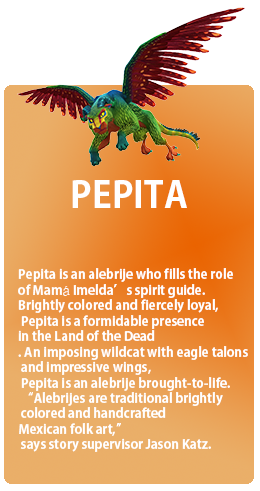 PEPITA
Pepita is an alebrije who fills the role
of Mamạ̀ Imelda’s spirit guide.
Brightly colored and fiercely loyal,
Pepita is a formidable presence
in the Land of the Dead
. An imposing wildcat with eagle talons
and impressive wings,
Pepita is an alebrije brought-to-life.
“Alebrijes are traditional brightly
colored and handcrafted
Mexican folk art,”
says story supervisor Jason Katz.